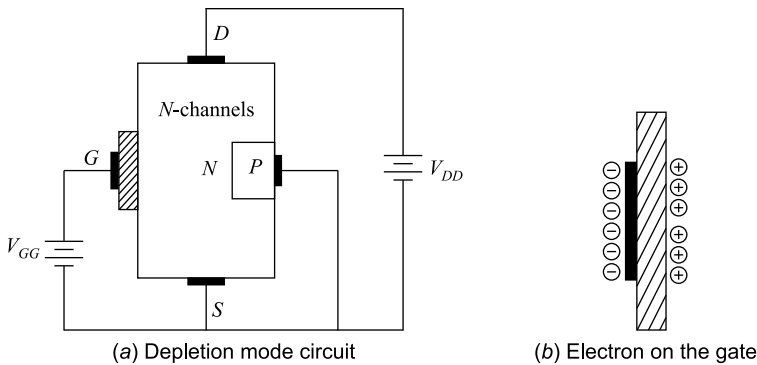 D
N-channels
G
N
P
V_DD
V_GG
S
(a) Depletion mode circuit
(b) Electron on the gate